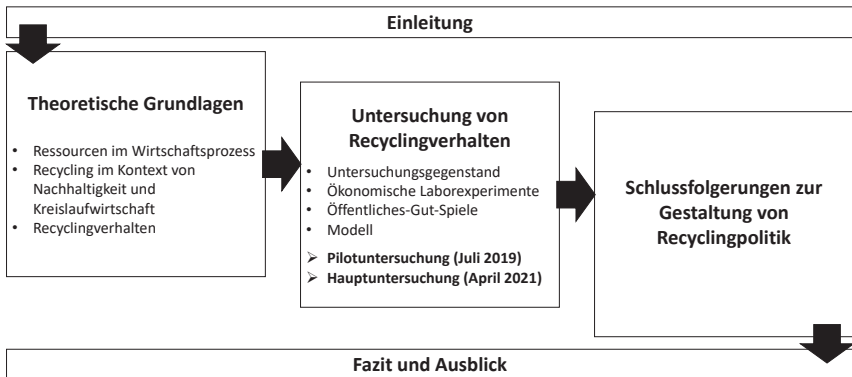 Einleitung
Theoretische Grundlagen
• Ressourcen im Wirtschaftsprozess
• Recycling im Kontext von
Nachhaltigkeit und
Kreislaufwirtschaft
• Recyclingverhalten
Untersuchung von
Recyclingverhalten
• Untersuchungsgegenstand
• Ökonomische Laborexperimente
• Öffentliches-Gut-Spiele
• Modell
➢ Pilotuntersuchung (Juli 2019)
➢ Hauptuntersuchung (April 2021)
Schlussfolgerungen zur
Gestaltung von
Recyclingpolitik
Fazit und Ausblick